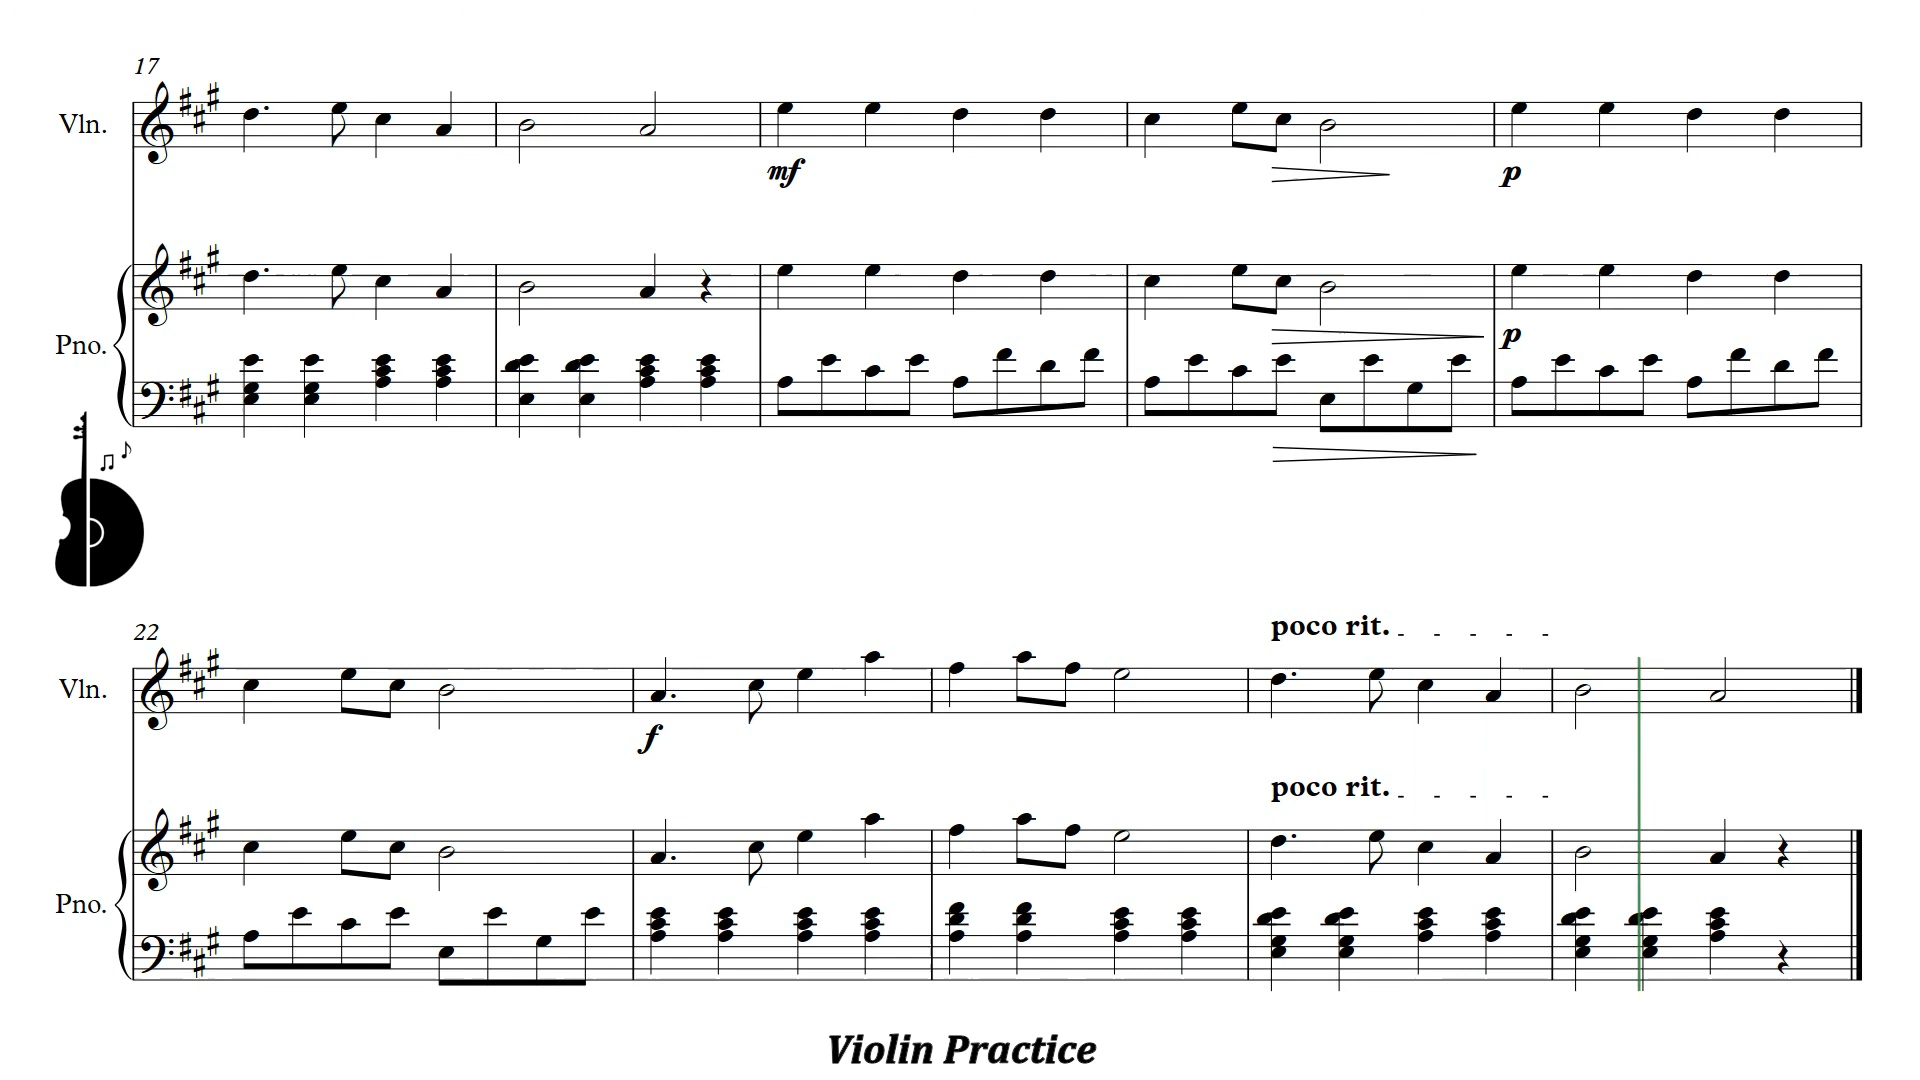 17
Vln.
mf
p
Pno.
p
22
poco rit.
Vln.
f
poco rit.
Pno.
Violin Practice